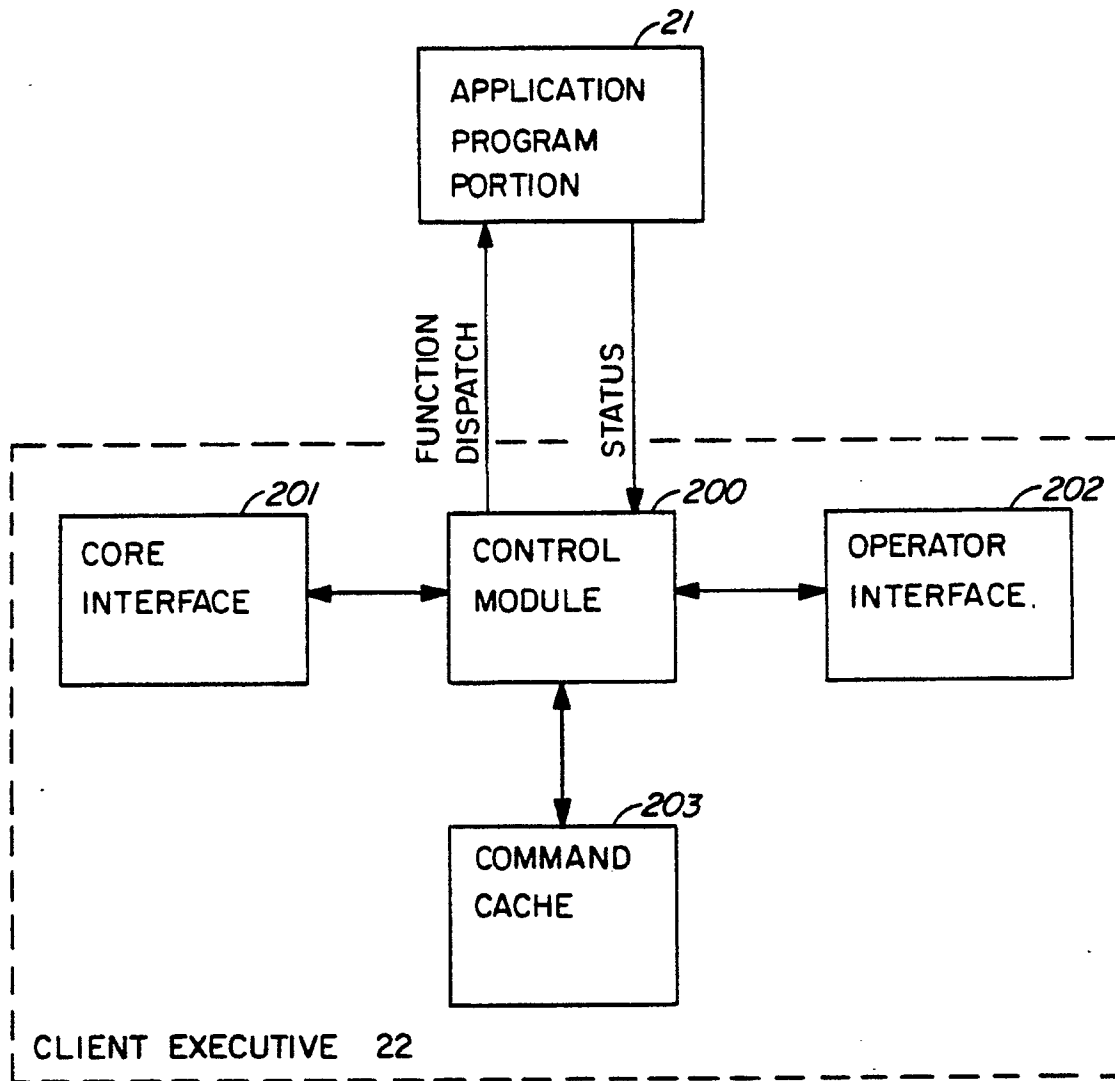 21
APPLICATION
PROGRAM
PORTION
FUNCTION
DISPATCH
STATUS
201
CORE
INTERFACE
200
CONTROL
MODULE
202
OPERATOR
INTERFACE.
203
COMMAND
CACHE
CLIENT EXECUTIVE 22